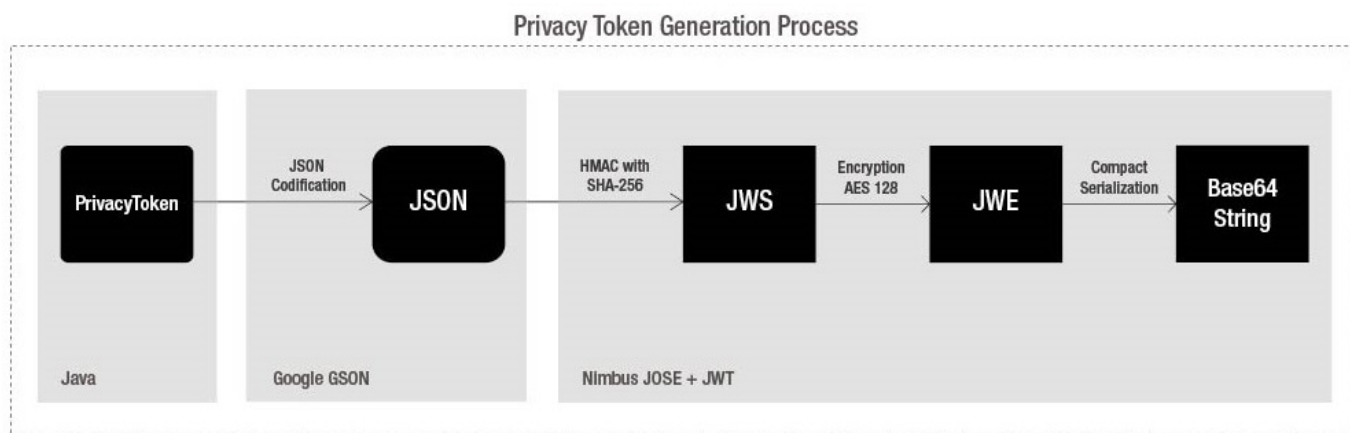 Privacy Token Generation Process
PrivacyToken
JSON
Codification
JSON
HMAC with
SHA-256
JWS
Encryption
AES 128
JWE
Compact
Serialization
Base64
String
Java
Google GSON
Nimbus JOSE + JWT